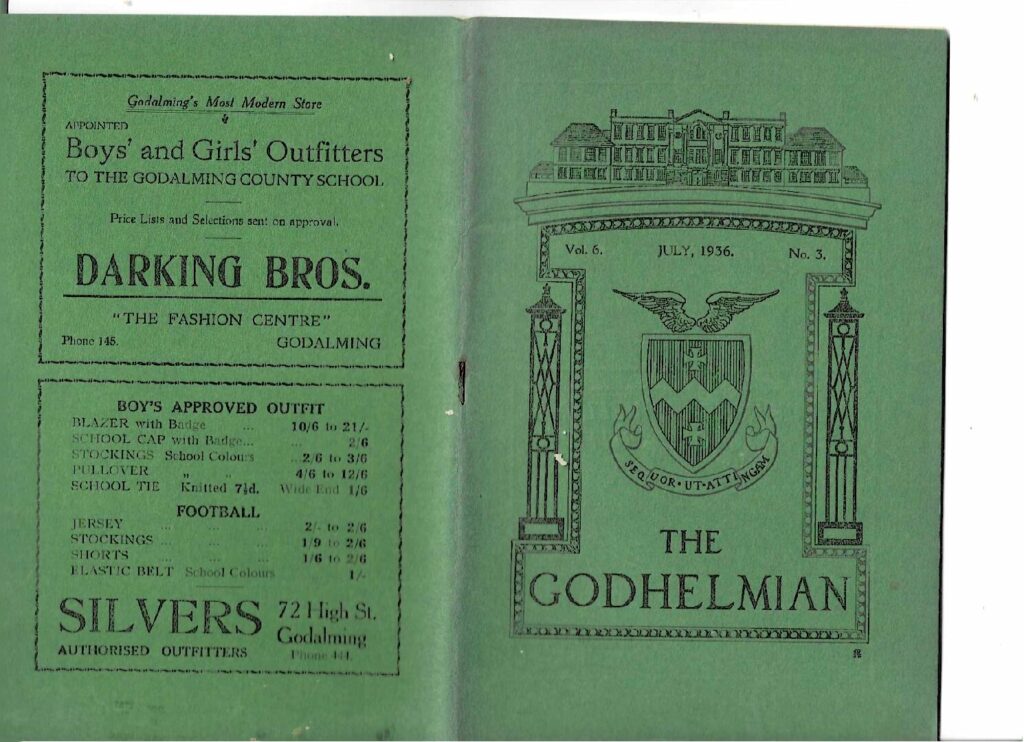 Godalming's Most Modern Store
APPOINTED
Boys' and Girls' Outfitters
TO THE GODALMING COUNTY SCHOOL
Price Lists and Selections sent on approval.
DARKING BROS.
"THE FASHION CENTRE"
Phone 145. GODALMING
BOY'S APPROVED OUTFIT
BLAZER with Badge ... 10/6 to 21/-
SCHOOL CAP with Badge... ... 2/6
STOCKINGS School Colours ...2/6 to 3/6
PULLOVER " " 4/6 to 12/6
SCHOOL TIE Knitted 7½d. Wide End 1/6
FOOTBALL
JERSEY ... ... ... 2/- to 2/6
STOCKINGS ... ... ... 1/9 to 2/6
SHORTS ... ... ... 1/6 to 2/6
ELASTIC BELT School Colours 1/-
SILVERS 72 High St.
Godalming
AUTHORISED OUTFITTERS Phone 444.
Vol. 6. JULY, 1936. No. 3.
SEQUOR·UT·ATTINGAM
THE
GODHELMIAN